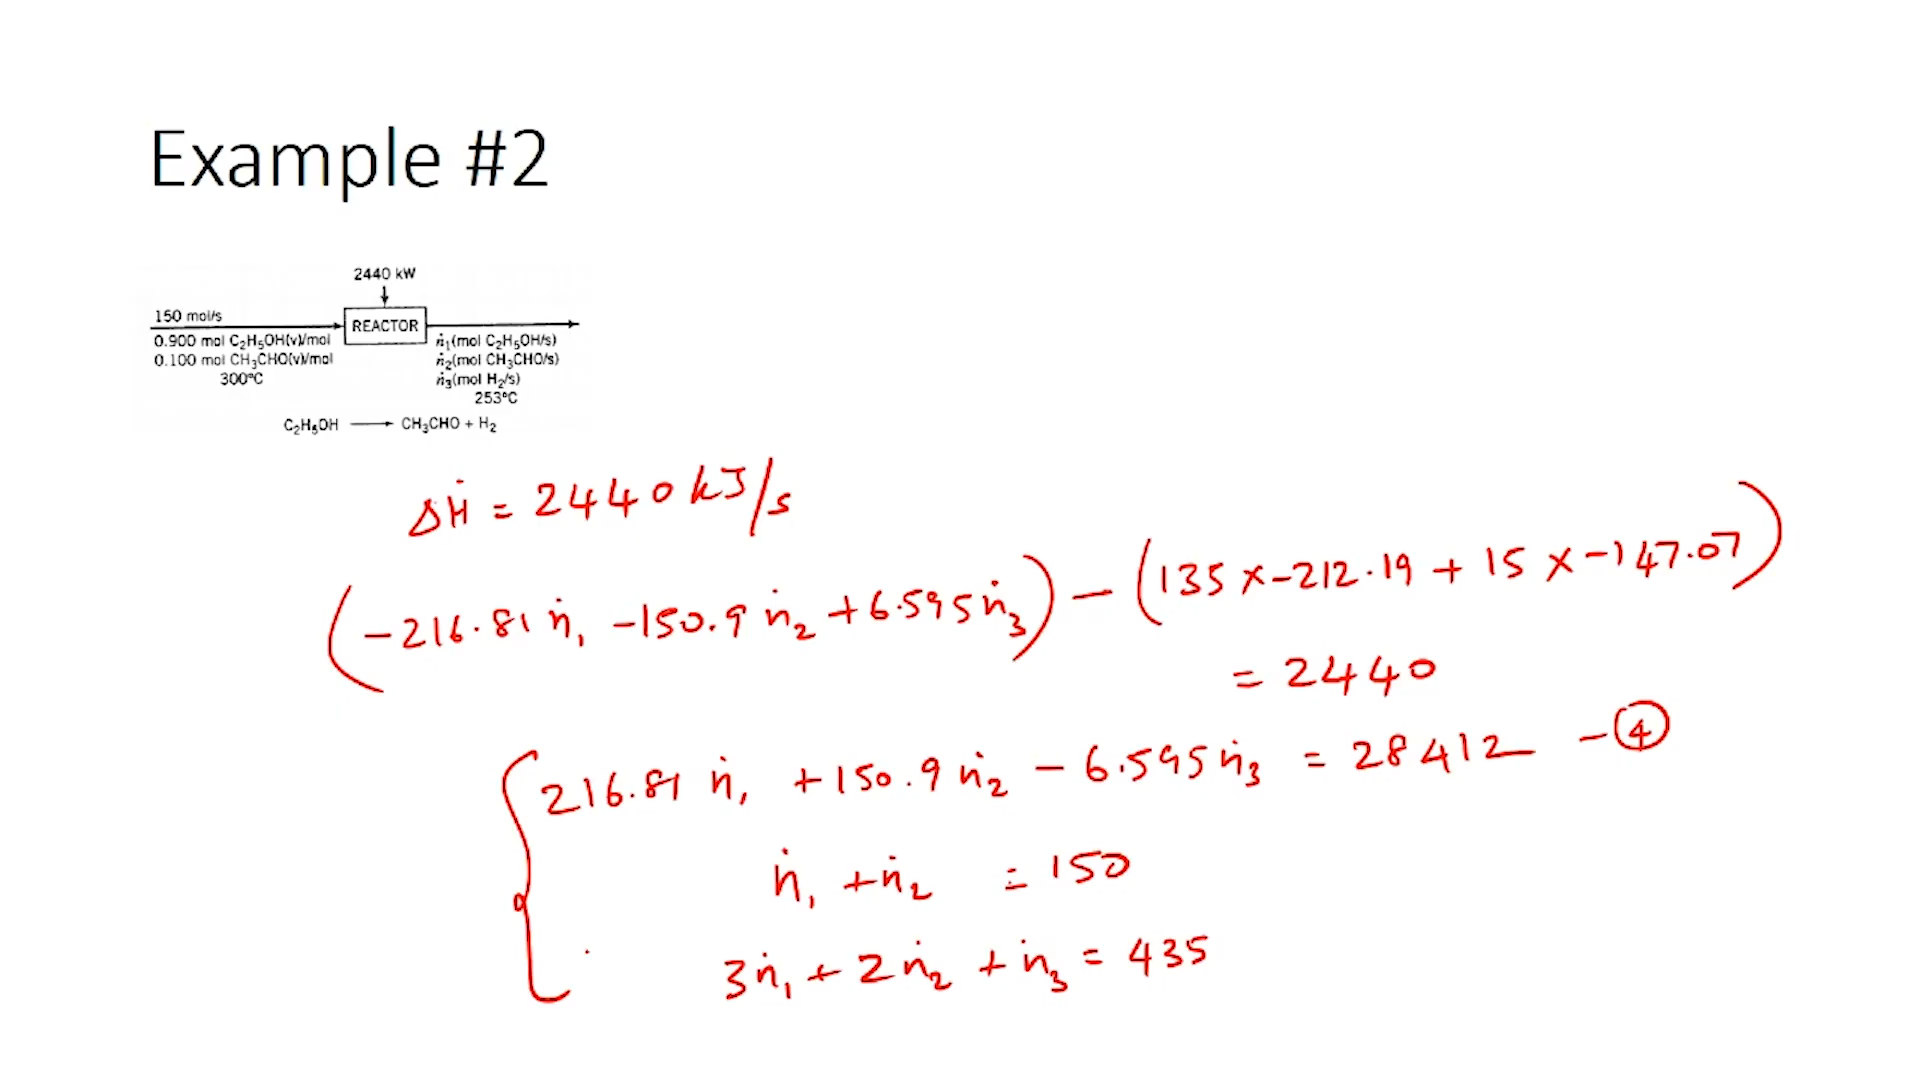 Example #2
2440 kW
150 mol/s
REACTOR
0.900 mol C₂H₅OH(v)/mol
0.100 mol CH₃CHO(v)/mol
300°C
ṅ₁(mol C₂H₅OH/s)
ṅ₂(mol CH₃CHO/s)
ṅ₃(mol H₂/s)
253°C
C₂H₅OH ⟶ CH₃CHO + H₂
ΔḢ = 2440 kJ/s
(-216.81 ṅ₁ -150.9 ṅ₂ +6.595 ṅ₃) - (135 x -212.19 + 15 x -147.07)
= 2440
216.81 ṅ₁ + 150.9 ṅ₂ - 6.595 ṅ₃ = 28412 - ④
ṅ₁ + ṅ₂ = 150
3ṅ₁ + 2ṅ₂ + ṅ₃ = 435